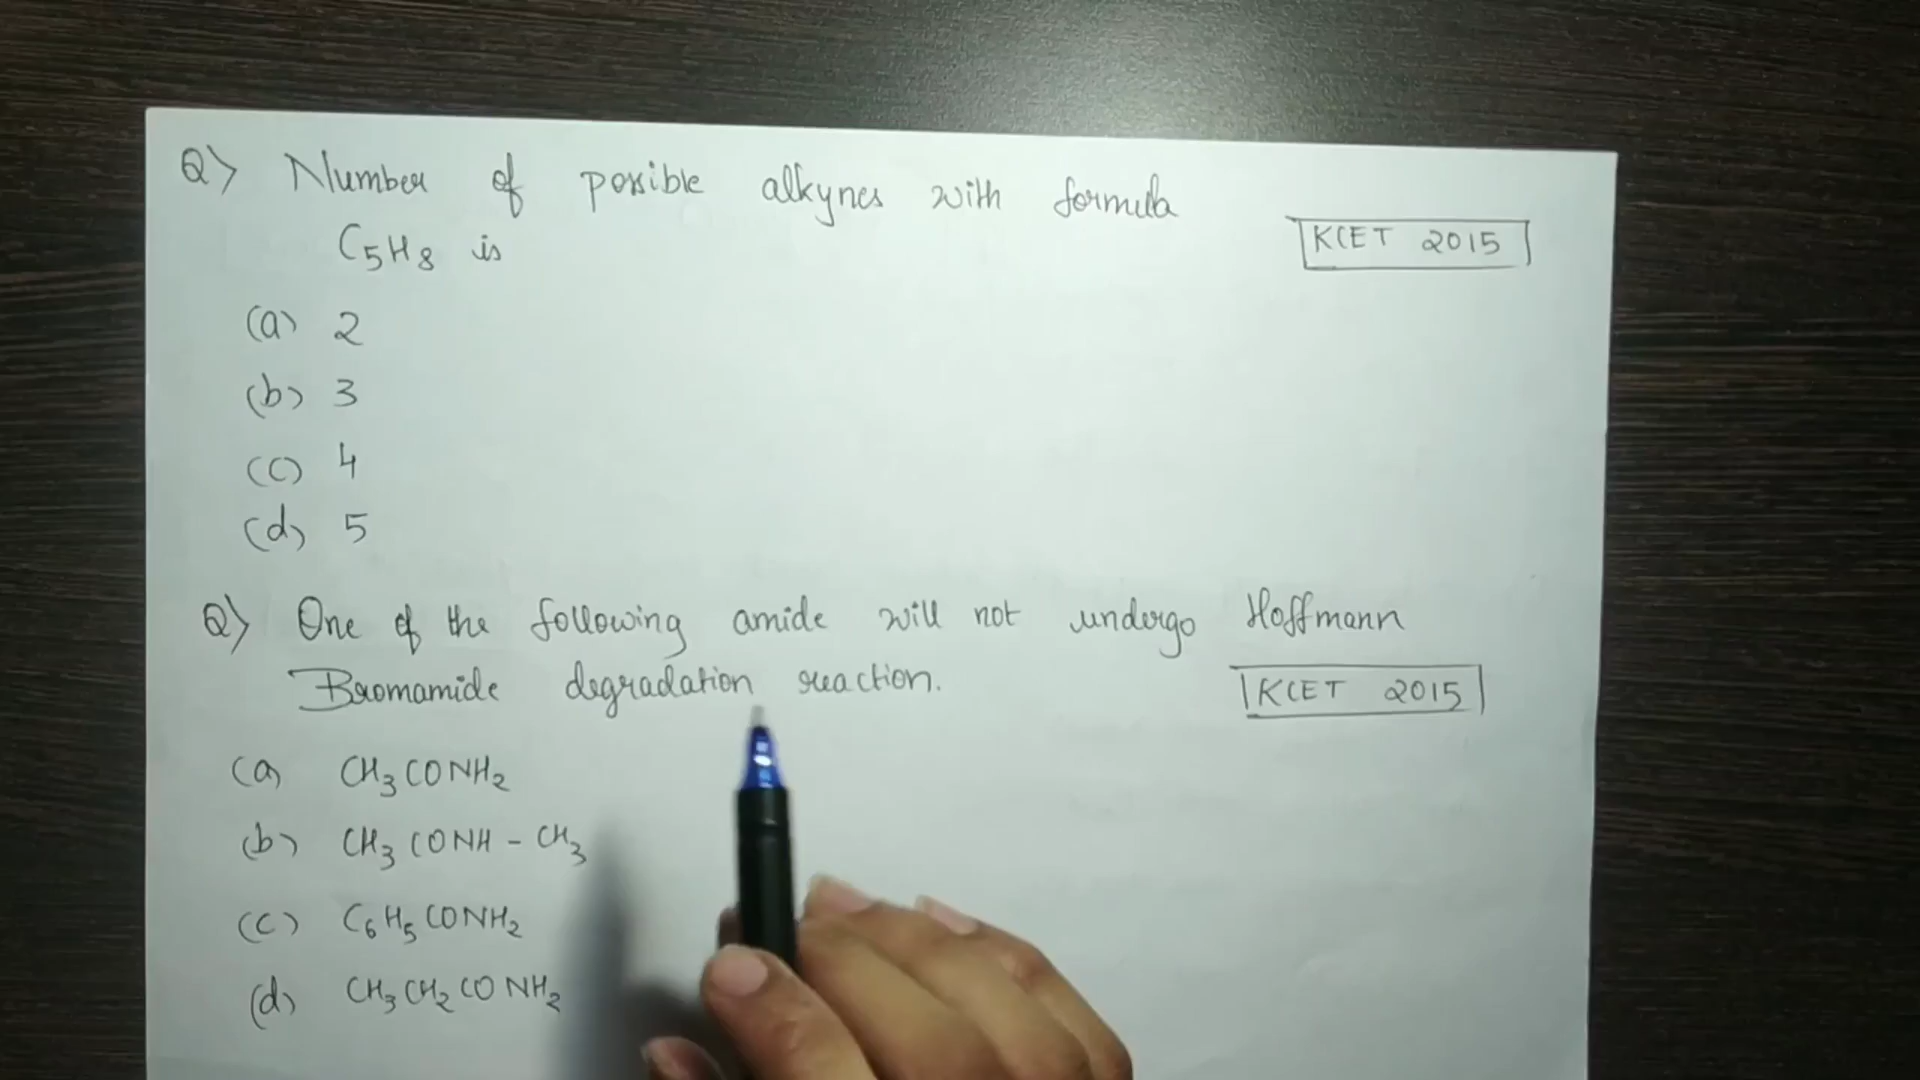 Q) Number of possible alkynes with formula
C5H8 is
KCET 2015
(a) 2
(b) 3
(c) 4
(d) 5
Q) One of the following amide will not undergo Hoffmann
Bromamide degradation reaction.
KCET 2015
(a) CH3CONH2
(b) CH3CONH-CH3
(c) C6H5CONH2
(d) CH3CH2CONH2